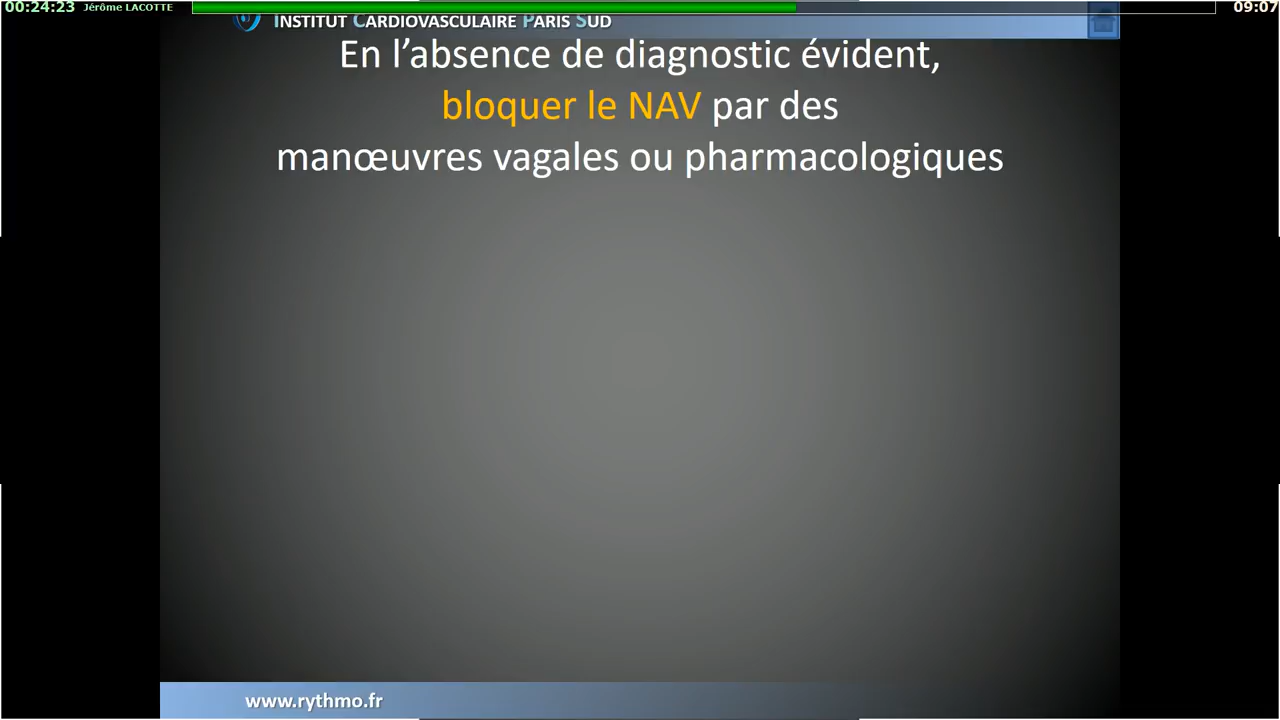 00:24:23 Jérôme LACOTTE 09:07
INSTITUT CARDIOVASCULAIRE PARIS SUD
En l’absence de diagnostic évident,
bloquer le NAV par des
manœuvres vagales ou pharmacologiques
www.rythmo.fr